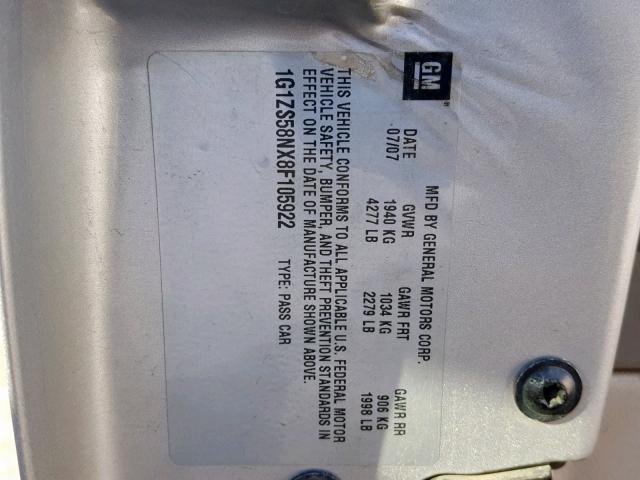 GM
MFD BY GENERAL MOTORS CORP.
DATE GVWR GAWR FRT GAWR RR
07/07 1940 KG 1034 KG 906 KG
4277 LB 2279 LB 1998 LB
THIS VEHICLE CONFORMS TO ALL APPLICABLE U.S. FEDERAL MOTOR
VEHICLE SAFETY, BUMPER, AND THEFT PREVENTION STANDARDS IN
EFFECT ON THE DATE OF MANUFACTURE SHOWN ABOVE.
1G1ZS58NX8F105922 TYPE: PASS CAR